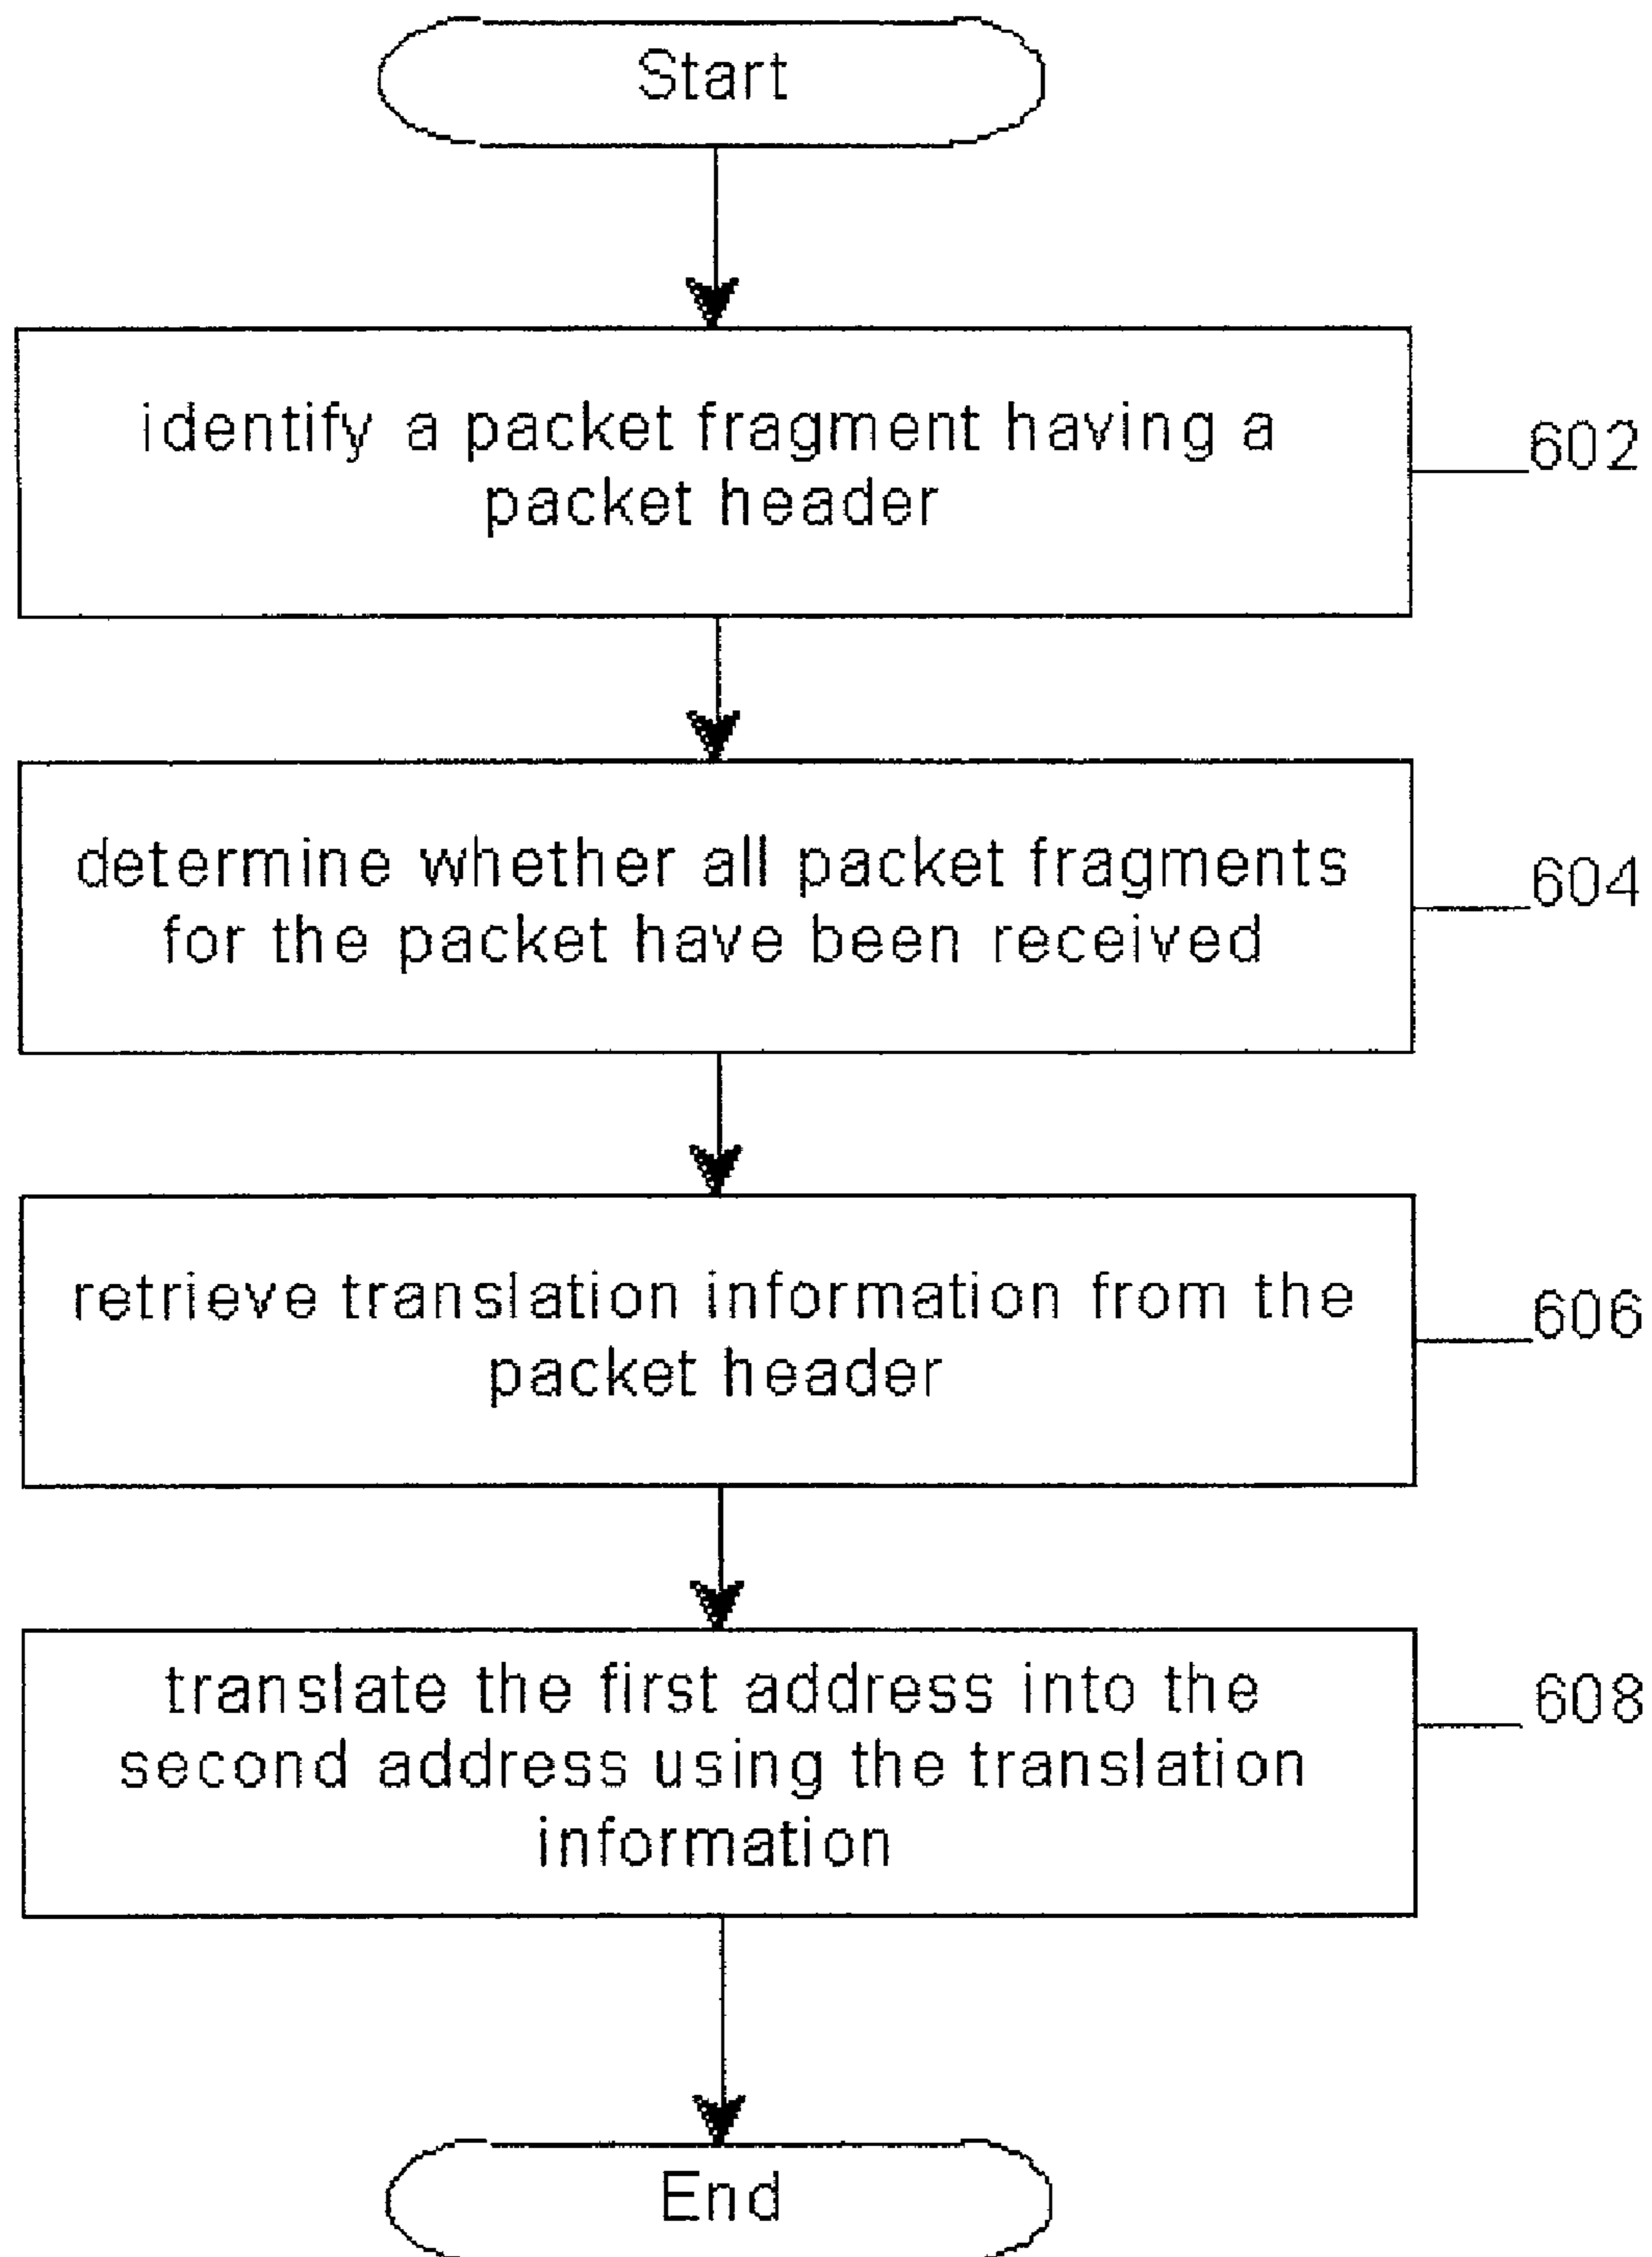 Start
identify a packet fragment having a
packet header
602
determine whether all packet fragments
for the packet have been received
604
retrieve translation information from the
packet header
606
translate the first address into the
second address using the translation
information
608
End